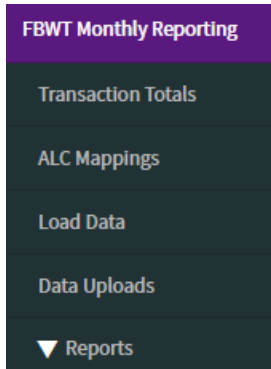 FBWT Monthly Reporting
Transaction Totals
ALC Mappings
Load Data
Data Uploads
Reports